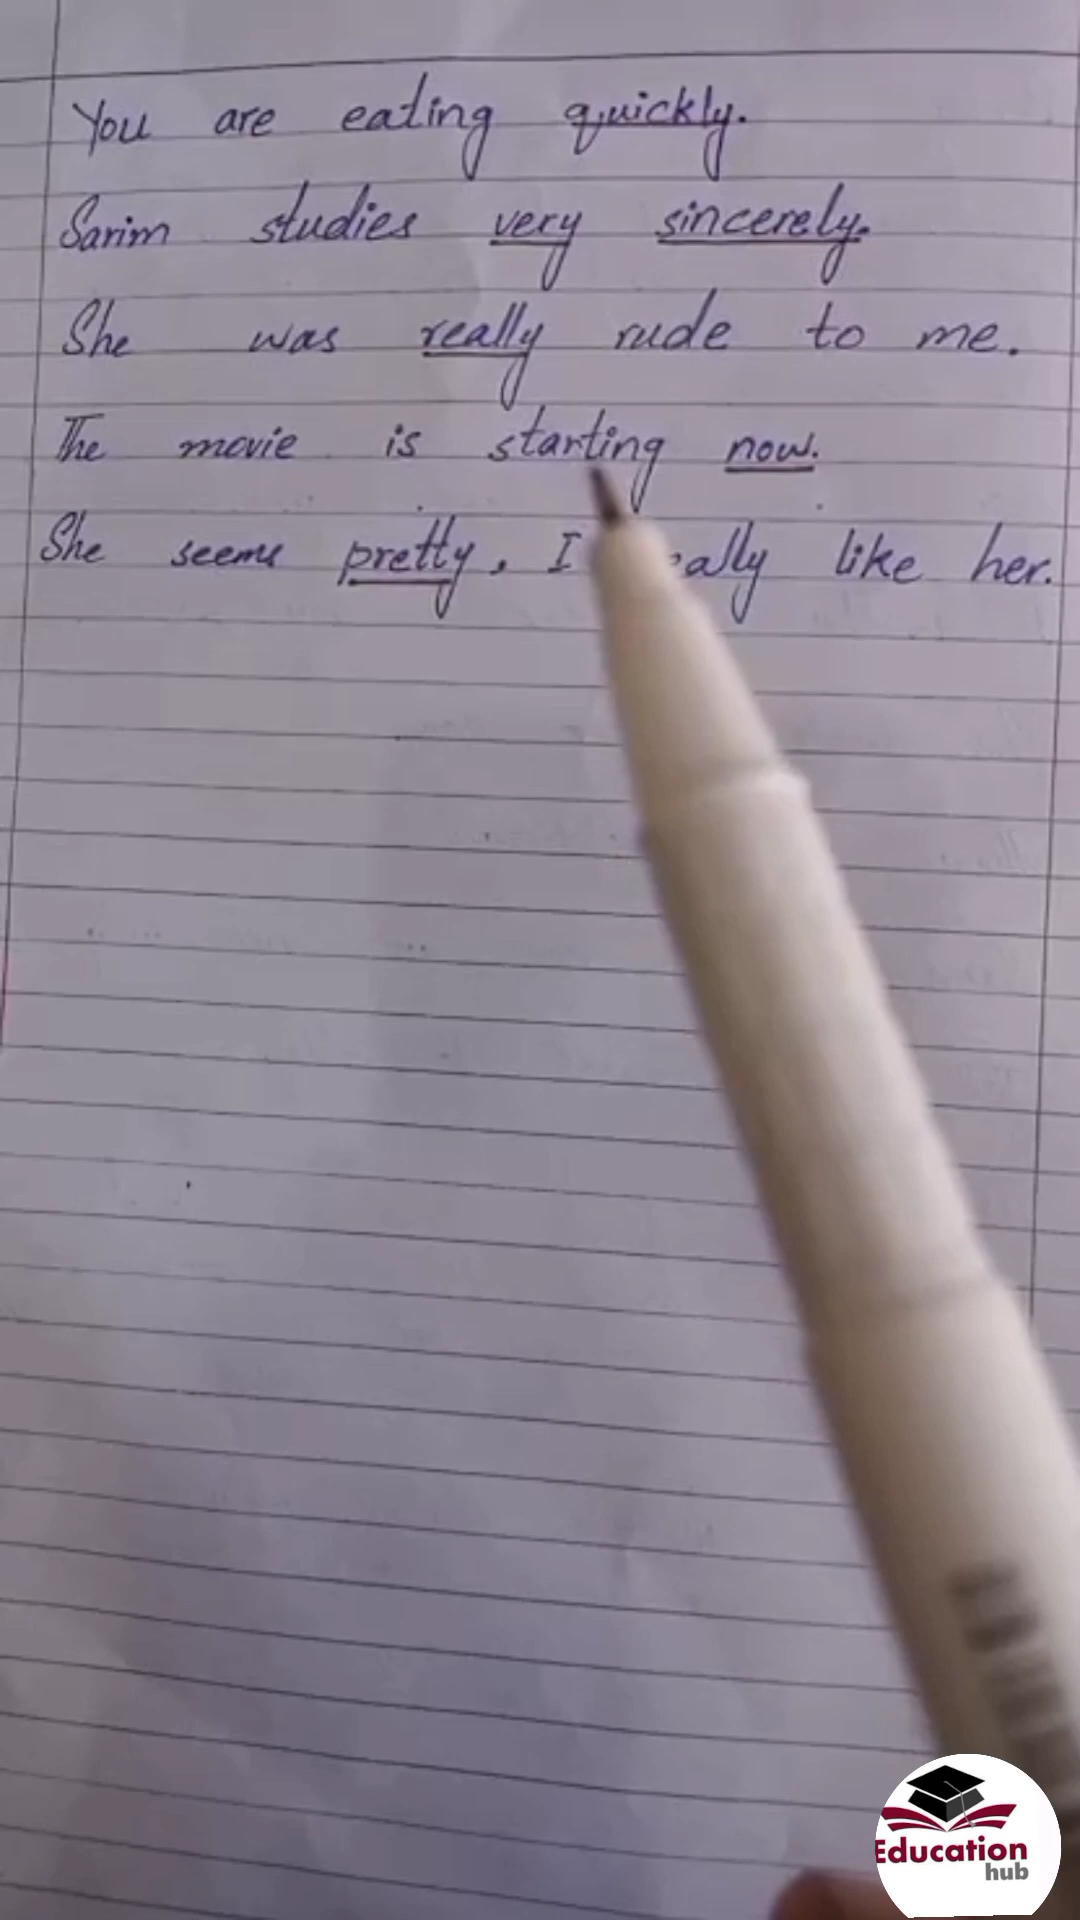 You are eating quickly.
Sarim studies very sincerely.
She was really rude to me.
The movie is starting now.
She seems pretty, I like her.
Education
hub